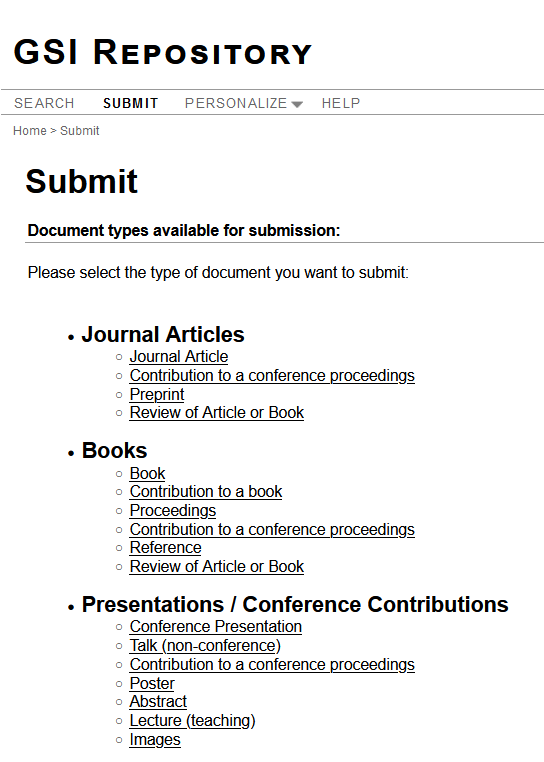 GSI Repository
SEARCH SUBMIT PERSONALIZE HELP
Home > Submit
Submit
Document types available for submission:
Please select the type of document you want to submit:
Journal Articles
Journal Article
Contribution to a conference proceedings
Preprint
Review of Article or Book
Books
Book
Contribution to a book
Proceedings
Contribution to a conference proceedings
Reference
Review of Article or Book
Presentations / Conference Contributions
Conference Presentation
Talk (non-conference)
Contribution to a conference proceedings
Poster
Abstract
Lecture (teaching)
Images